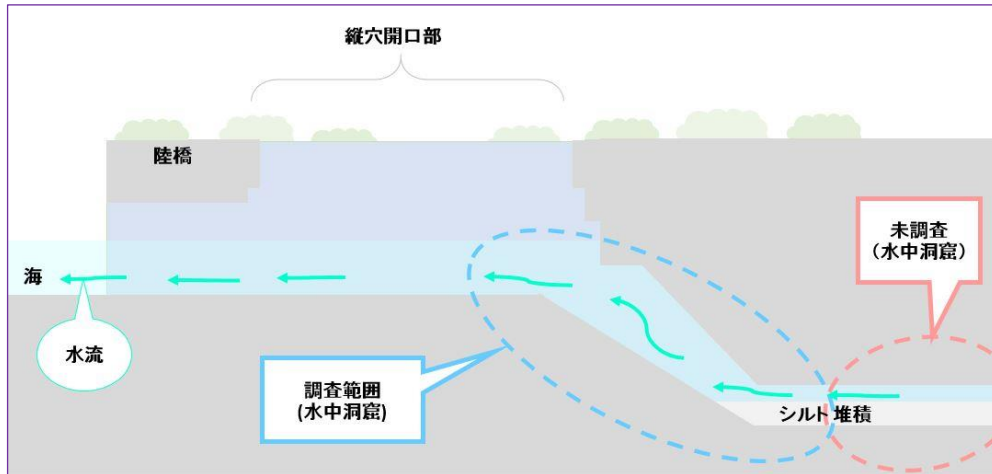 縦穴開口部
陸橋
未調査
（水中洞窟）
海
水流
調査範囲
(水中洞窟)
シルト堆積